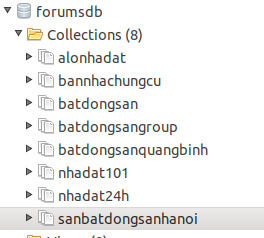 forumsdb
Collections (8)
alonhadat
bannhachungcu
batdongsan
batdongsangroup
batdongsanquangbinh
nhadat101
nhadat24h
sanbatdongsanhanoi